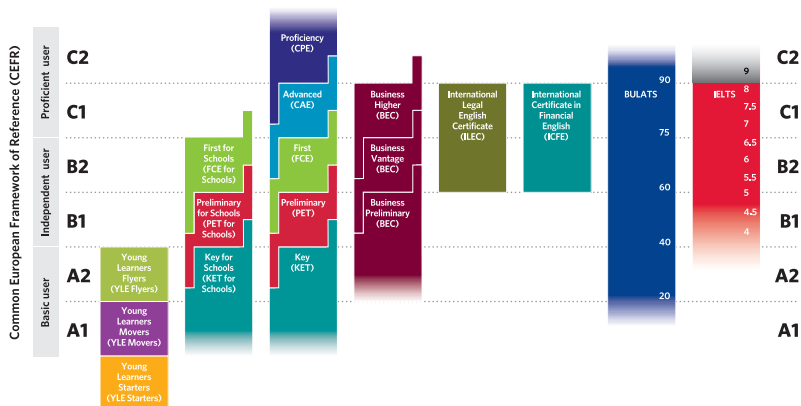 Common European Framework of Reference (CEFR)
Proficient user
Independent user
Basic user
C2
C1
B2
B1
A2
A1
Young
Learners
Flyers
(YLE Flyers)
Young
Learners
Movers
(YLE Movers)
Young
Learners
Starters
(YLE Starters)
First for
Schools
(FCE for
Schools)
Preliminary
for Schools
(PET for
Schools)
Key for
Schools
(KET for
Schools)
Proficiency
(CPE)
Advanced
(CAE)
First
(FCE)
Preliminary
(PET)
Key
(KET)
Business
Higher
(BEC)
Business
Vantage
(BEC)
Business
Preliminary
(BEC)
International
Legal
English
Certificate
(ILEC)
International
Certificate in
Financial
English
(ICFE)
BULATS
90
75
60
40
20
IELTS
9
8
7.5
7
6.5
6
5.5
5
4.5
4
C2
C1
B2
B1
A2
A1